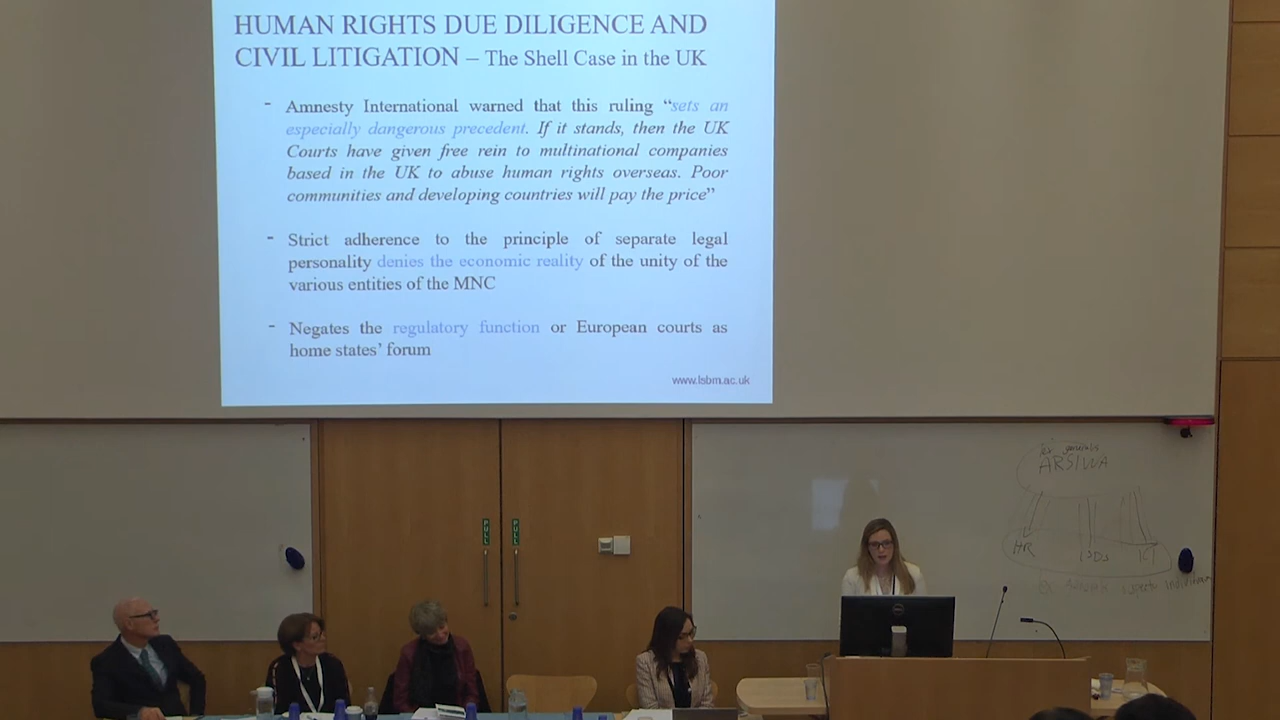 HUMAN RIGHTS DUE DILIGENCE AND
CIVIL LITIGATION – The Shell Case in the UK
- Amnesty International warned that this ruling “sets an
especially dangerous precedent. If it stands, then the UK
Courts have given free rein to multinational companies
based in the UK to abuse human rights overseas. Poor
communities and developing countries will pay the price”
- Strict adherence to the principle of separate legal
personality denies the economic reality of the unity of the
various entities of the MNC
- Negates the regulatory function or European courts as
home states’ forum
www.lsbm.ac.uk
ARSIWA
HR
PULL
PULL
DELL